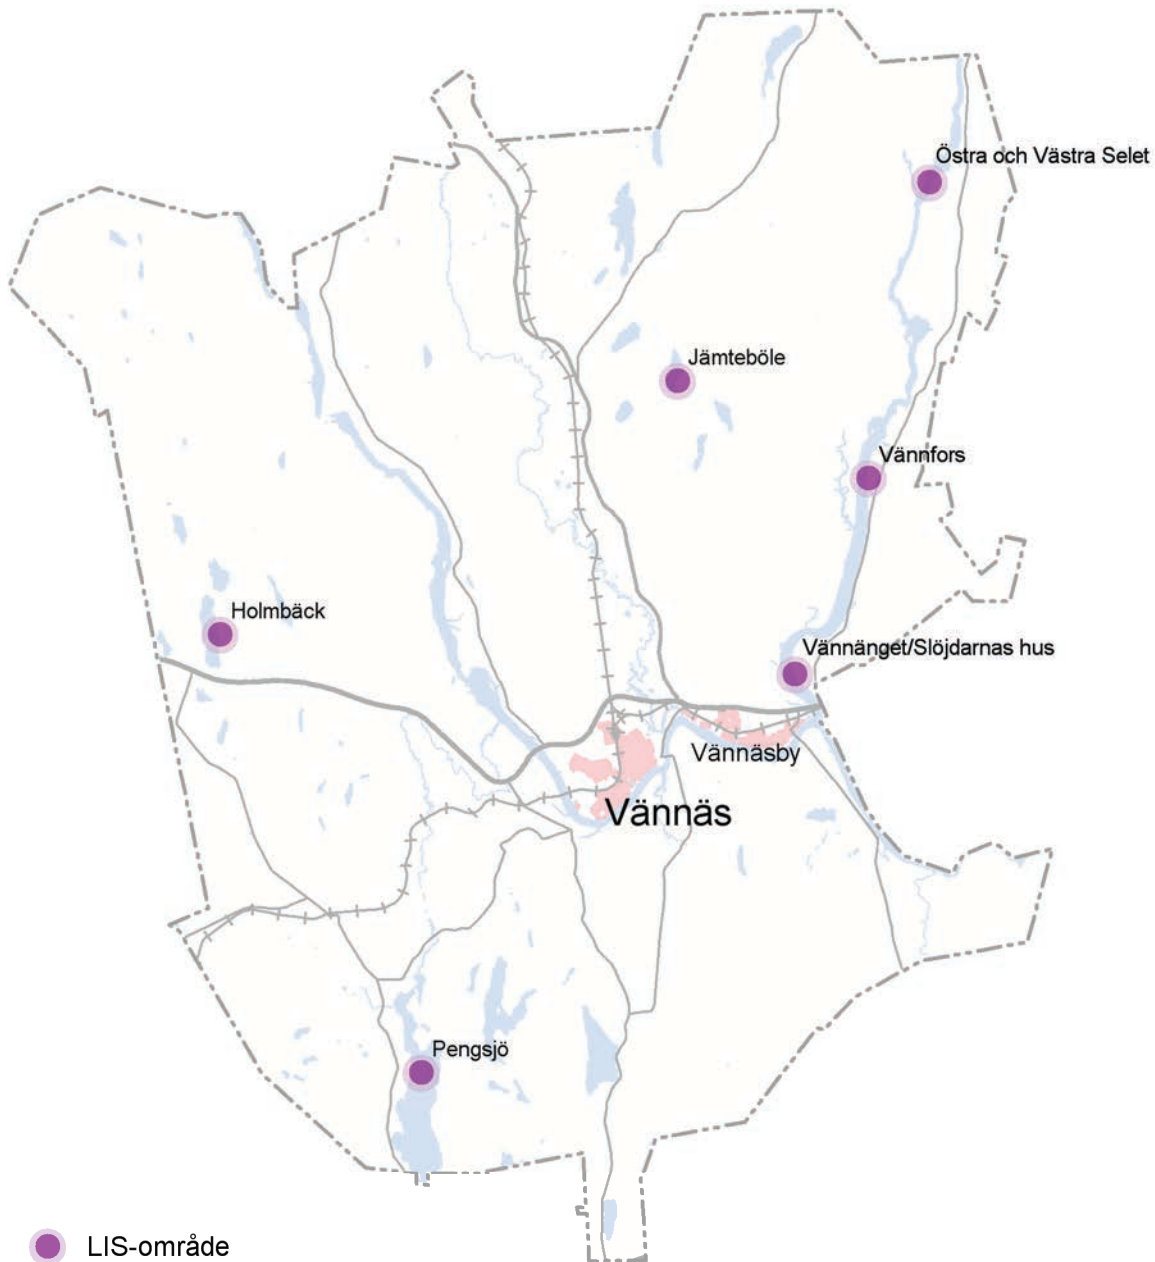 Östra och Västra Selet
Jämteböle
Vännfors
Holmbäck
Vännänget/Slöjdarnas hus
Vännäsby
Vännäs
Pengsjö
LIS-område